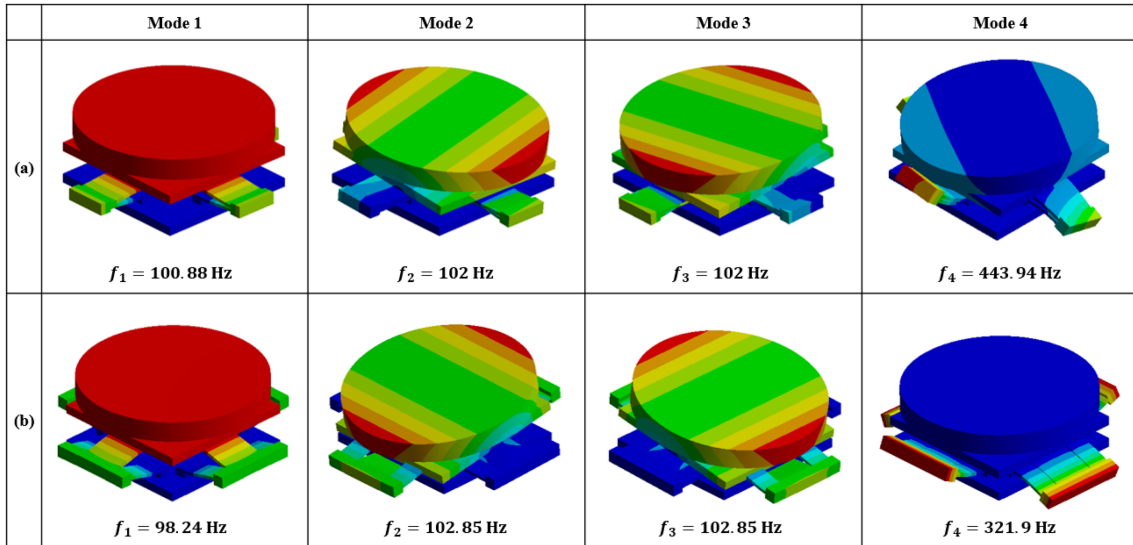 Mode 1 Mode 2 Mode 3 Mode 4
(a)
f₁ = 100.88 Hz f₂ = 102 Hz f₃ = 102 Hz f₄ = 443.94 Hz
(b)
f₁ = 98.24 Hz f₂ = 102.85 Hz f₃ = 102.85 Hz f₄ = 321.9 Hz